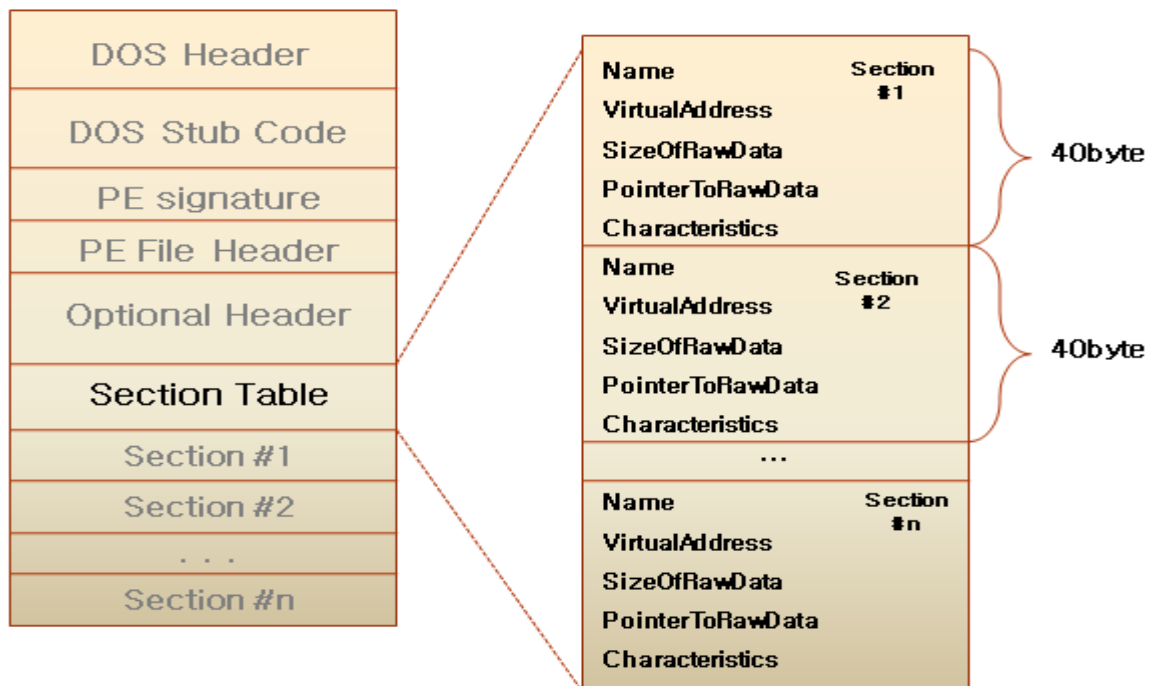 DOS Header
DOS Stub Code
PE signature
PE File Header
Optional Header
Section Table
Section #1
Section #2
. . .
Section #n
Name
Section
#1
VirtualAddress
SizeOfRawData
PointerToRawData
Characteristics
40byte
Name
Section
#2
VirtualAddress
SizeOfRawData
PointerToRawData
Characteristics
40byte
...
Name
Section
#n
VirtualAddress
SizeOfRawData
PointerToRawData
Characteristics